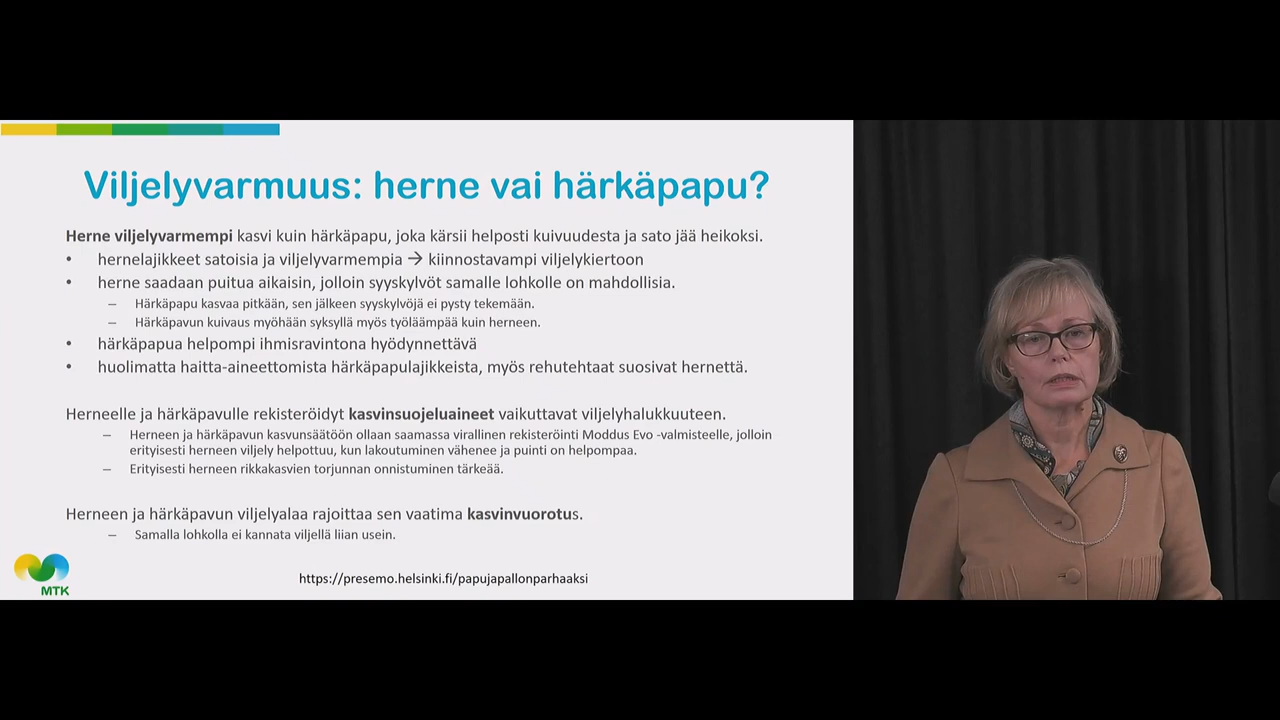 Viljelyvarmuus: herne vai härkäpapu?
Herne viljelyvarmempi kasvi kuin härkäpapu, joka kärsii helposti kuivuudesta ja sato jää heikoksi.
• hernelajikkeet satoisia ja viljelyvarmempia → kiinnostavampi viljelykiertoon
• herne saadaan puitua aikaisin, jolloin syyskylvöt samalle lohkolle on mahdollisia.
– Härkäpapu kasvaa pitkään, sen jälkeen syyskylvöjä ei pysty tekemään.
– Härkäpavun kuivaus myöhään syksyllä myös työläämpää kuin herneen.
• härkäpapua helpompi ihmisravintona hyödynnettävä
• huolimatta haitta-aineettomista härkäpapulajikkeista, myös rehutehtaat suosivat hernettä.
Herneelle ja härkäpavulle rekisteröidyt kasvinsuojeluaineet vaikuttavat viljelyhalukkuuteen.
– Herneen ja härkäpavun kasvunsäätöön ollaan saamassa virallinen rekisteröinti Moddus Evo -valmisteelle, jolloin
erityisesti herneen viljely helpottuu, kun lakoutuminen vähenee ja puinti on helpompaa.
– Erityisesti herneen rikkakasvien torjunnan onnistuminen tärkeää.
Herneen ja härkäpavun viljelyalaa rajoittaa sen vaatima kasvinvuorotus.
– Samalla lohkolla ei kannata viljellä liian usein.
https://presemo.helsinki.fi/papujapallonparhaaksi
MTK